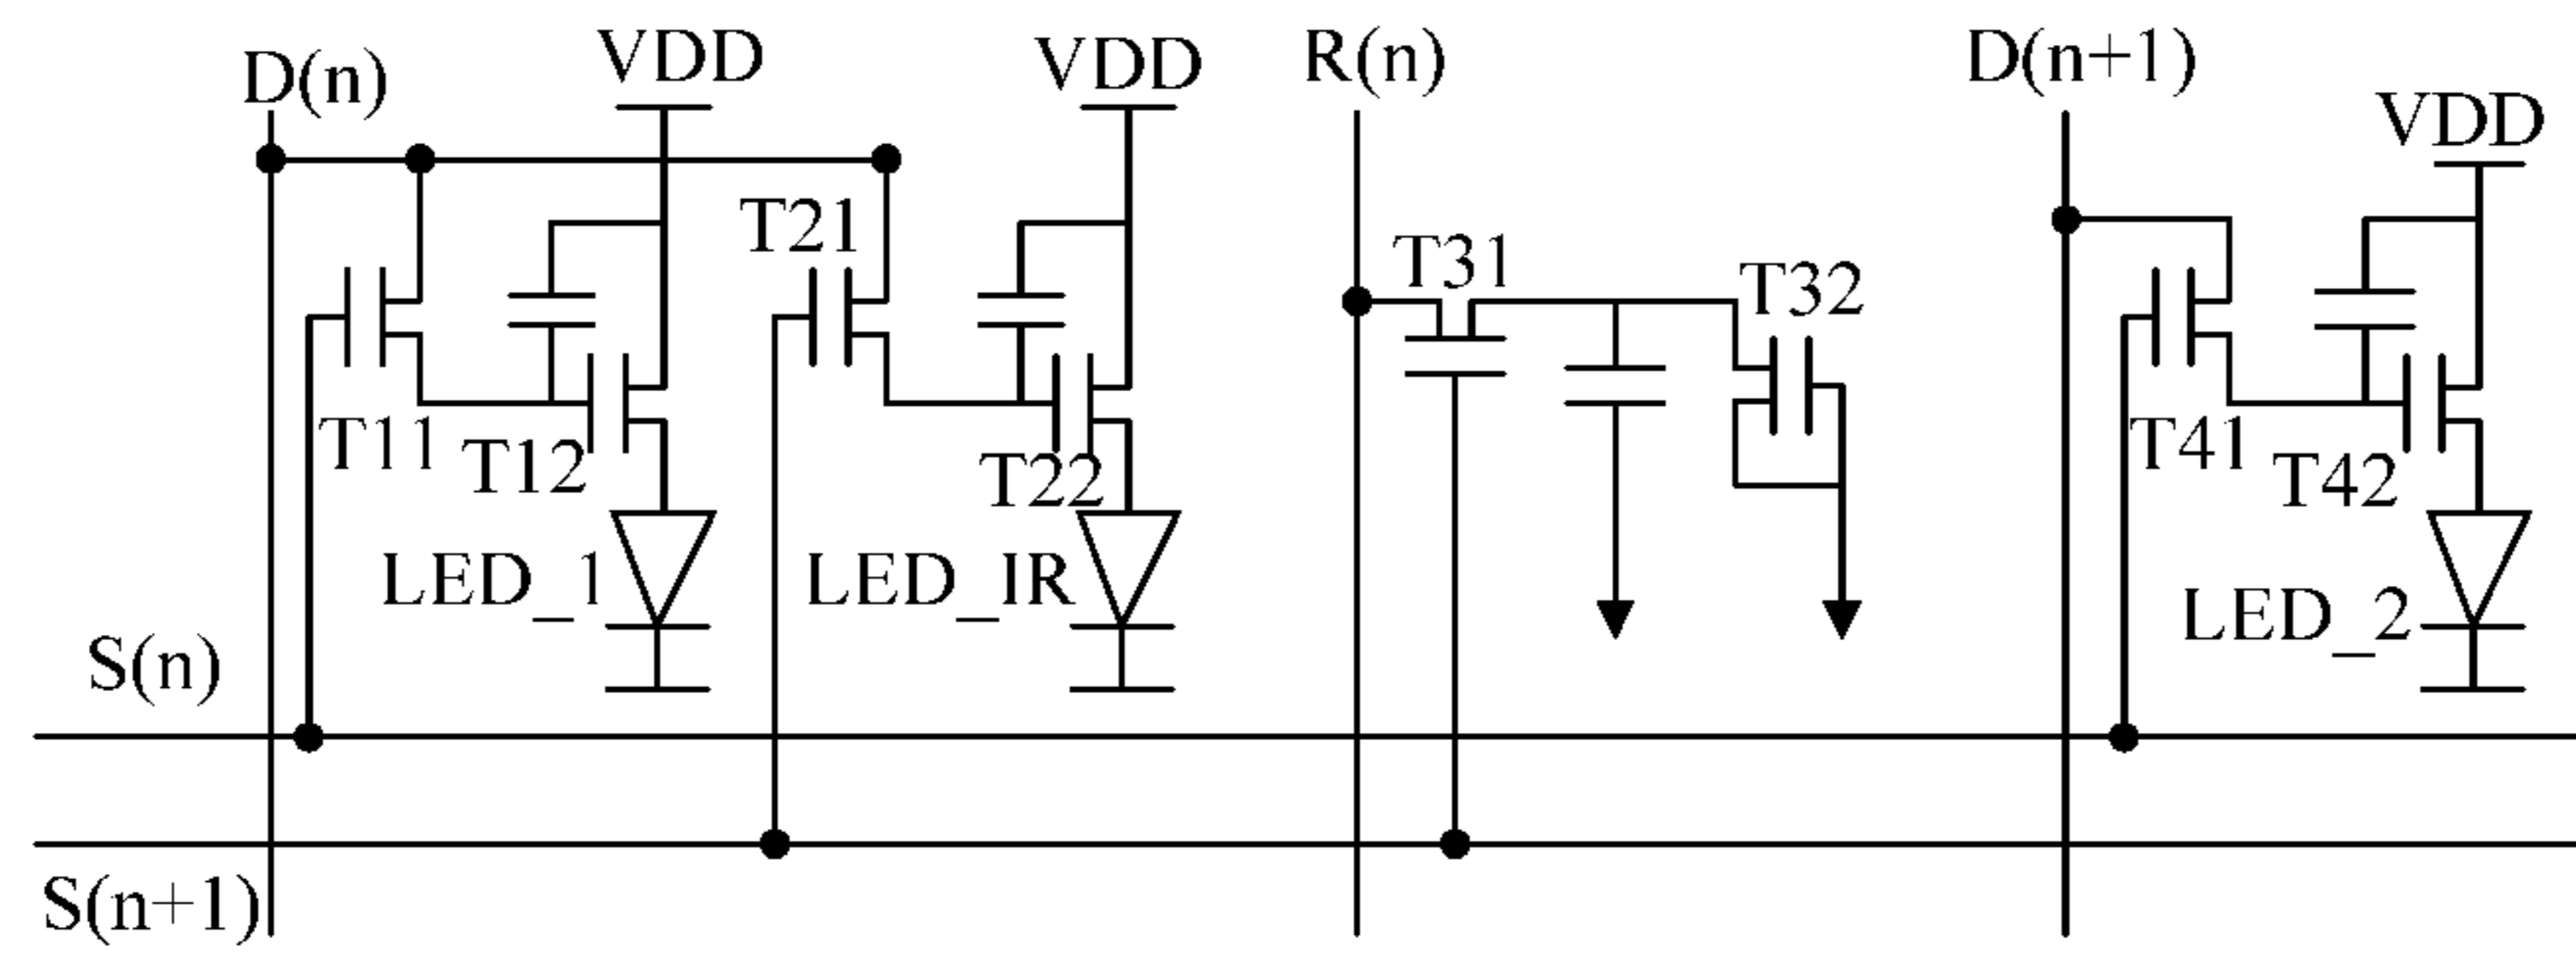 D(n)
VDD
VDD
R(n)
D(n+1)
VDD
T21
T31
T32
T11
T12
T22
T41
T42
LED_1
LED_IR
LED_2
S(n)
S(n+1)